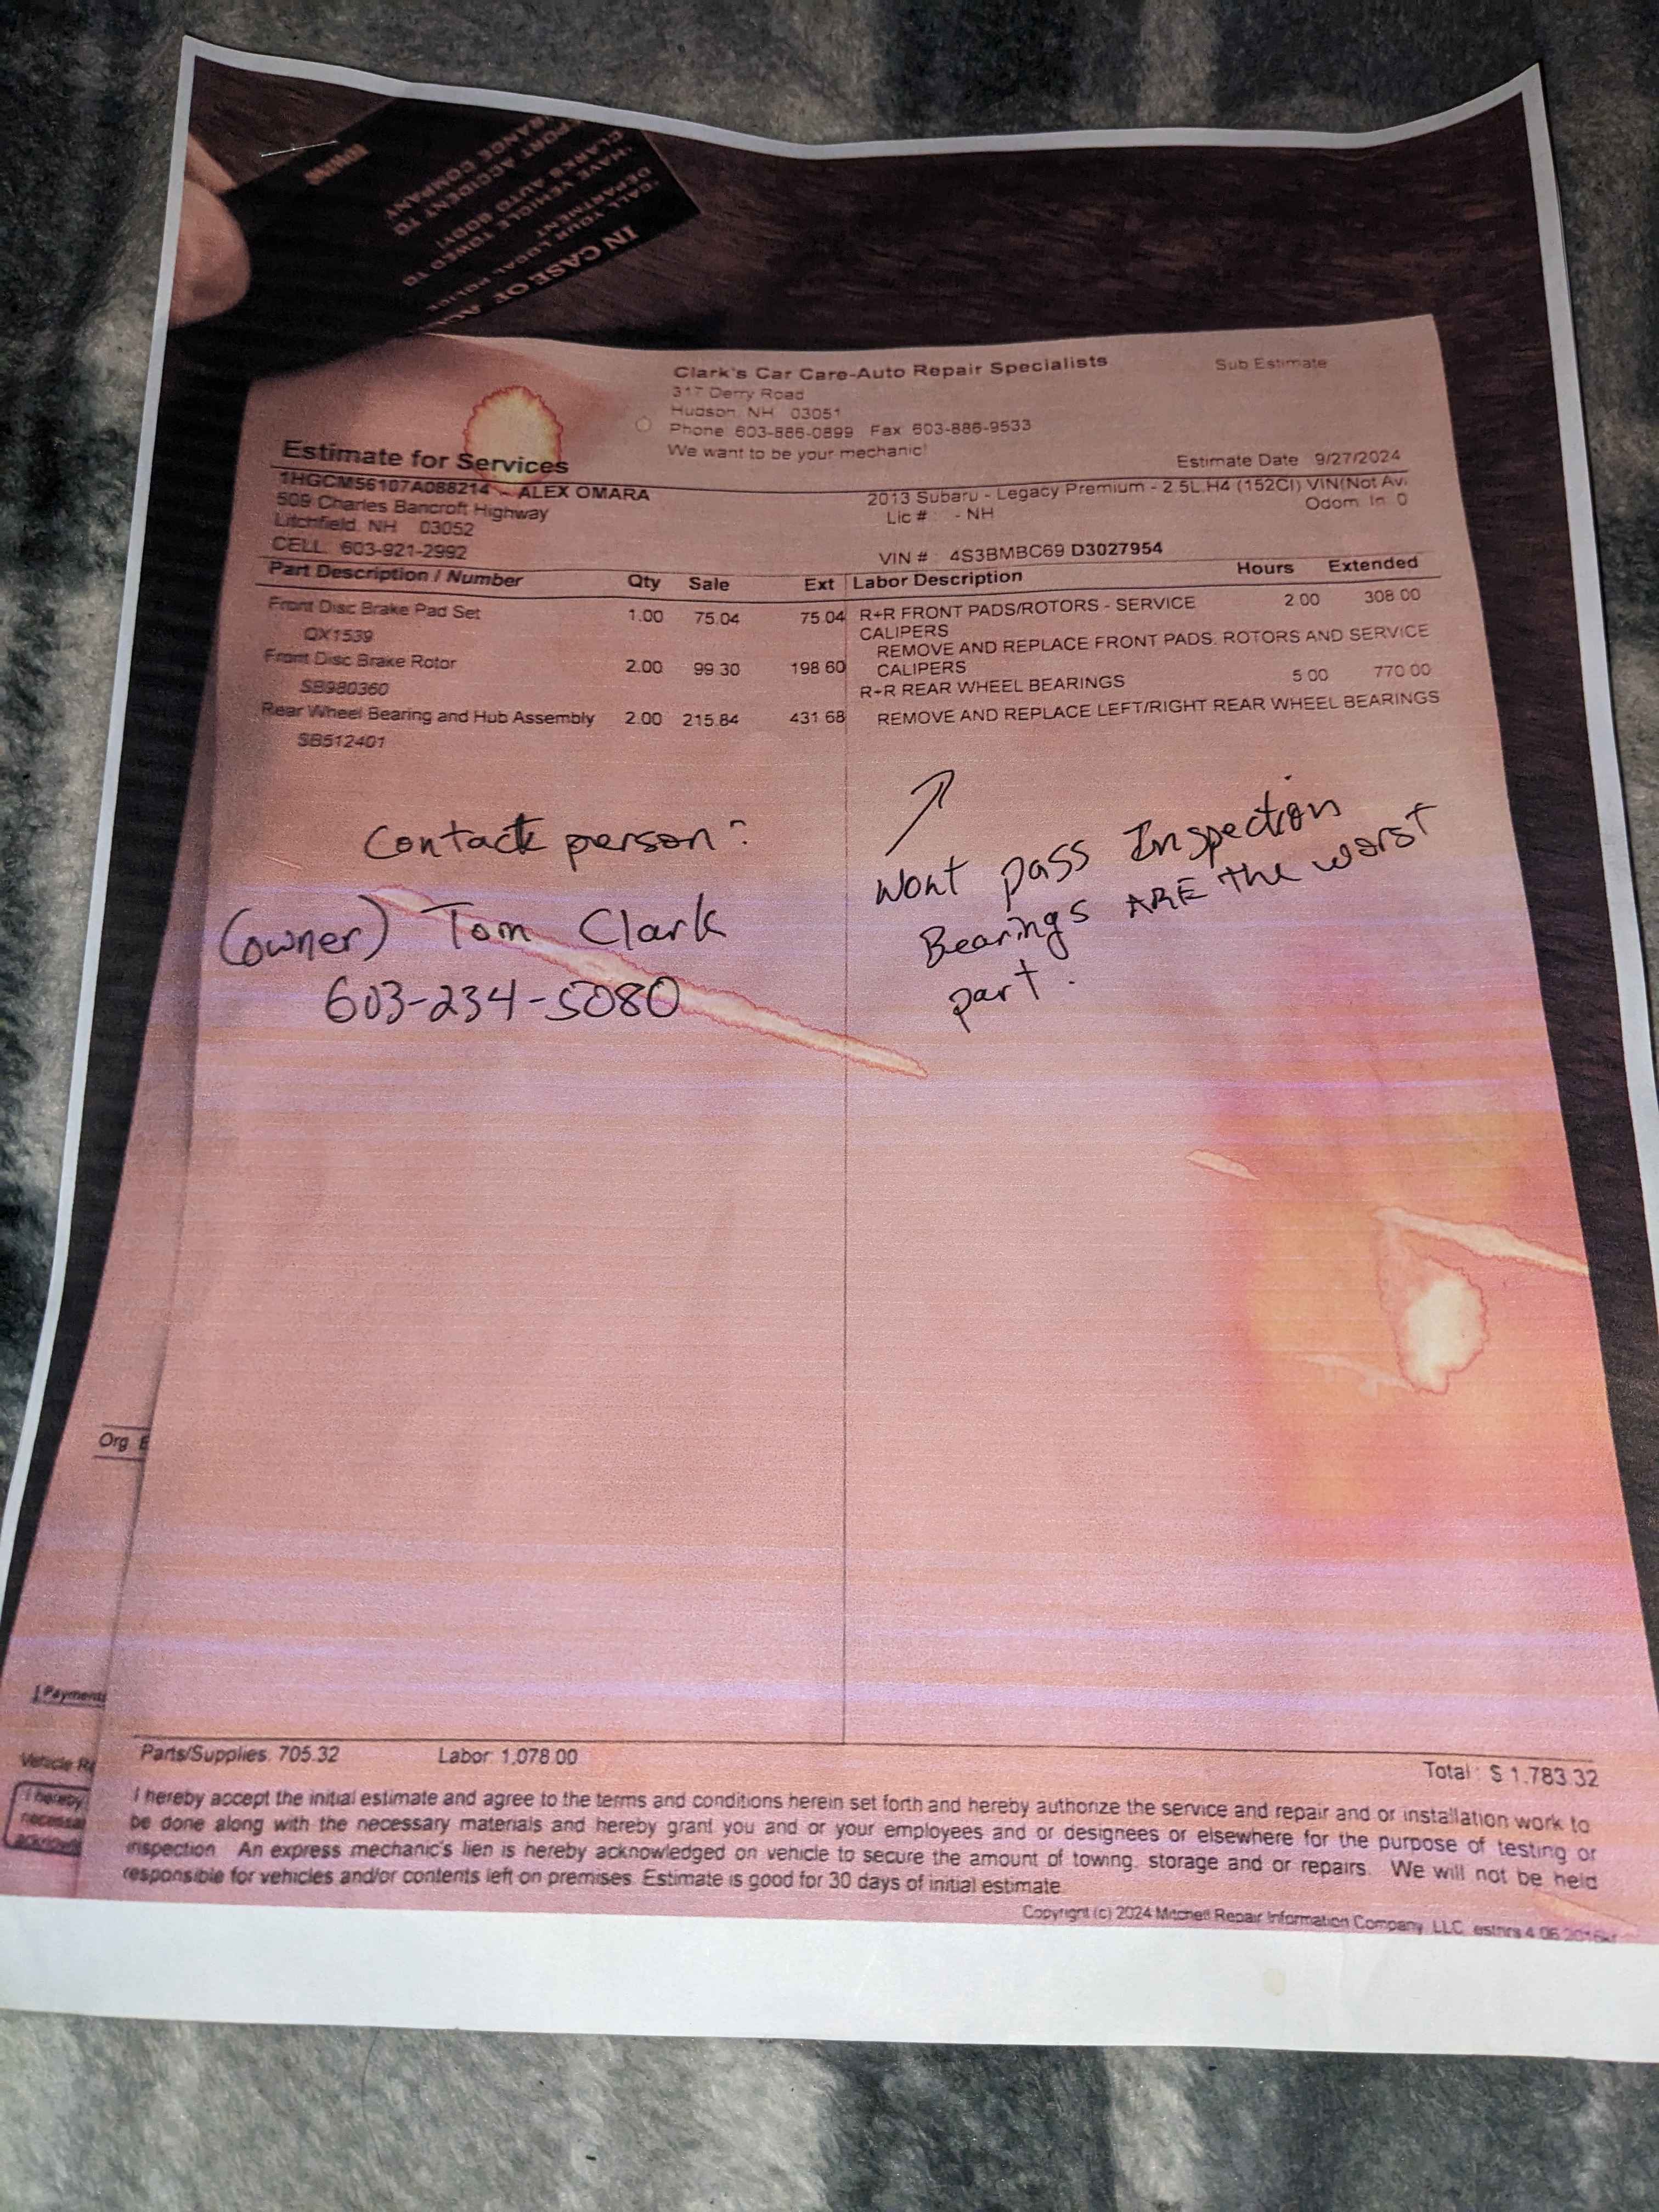 IN CASE OF
*CALL YOUR LOCAL POLICE
DEPARTMENT
*HAVE VEHICLE TOWED TO
CLARKS AUTO BODY!
ACCIDENT TO
COMPANY
Clark's Car Care-Auto Repair Specialists
Sub Estimate
317 Derry Road
Hudson, NH 03051
Phone 603-886-0899 Fax 603-886-9533
We want to be your mechanic!
Estimate for Services
Estimate Date 9/27/2024
1HGCM56107A088214 - ALEX OMARA
2013 Subaru - Legacy Premium - 2.5L,H4 (152CI) VIN(Not Av
509 Charles Bancroft Highway
Lic # : - NH
Odom. In: 0
Litchfield, NH 03052
CELL: 603-921-2992
VIN # : 4S3BMBC69 D3027954
Part Description / Number Qty Sale Ext Labor Description Hours Extended
Front Disc Brake Pad Set 1.00 75.04 75.04 R+R FRONT PADS/ROTORS - SERVICE 2.00 308.00
QX1539 CALIPERS
REMOVE AND REPLACE FRONT PADS, ROTORS AND SERVICE
Front Disc Brake Rotor 2.00 99.30 198.60 CALIPERS
SB980360 R+R REAR WHEEL BEARINGS 5.00 770.00
Rear Wheel Bearing and Hub Assembly 2.00 215.84 431.68 REMOVE AND REPLACE LEFT/RIGHT REAR WHEEL BEARINGS
SB512401
Contact person:
(owner) Tom Clark
603-234-5080
Wont pass Inspection
Bearings ARE the worst
part.
Org. E
Payments
Vehicle R
I hereby
necessa
acknowle
Parts/Supplies: 705.32 Labor: 1,078.00
Total : $ 1,783.32
I hereby accept the initial estimate and agree to the terms and conditions herein set forth and hereby authorize the service and repair and or installation work to
be done along with the necessary materials and hereby grant you and or your employees and or designees or elsewhere for the purpose of testing or
inspection. An express mechanic's lien is hereby acknowledged on vehicle to secure the amount of towing, storage and or repairs. We will not be held
responsible for vehicles and/or contents left on premises. Estimate is good for 30 days of initial estimate.
Copyright (c) 2024 Mitchell Repair Information Company, LLC